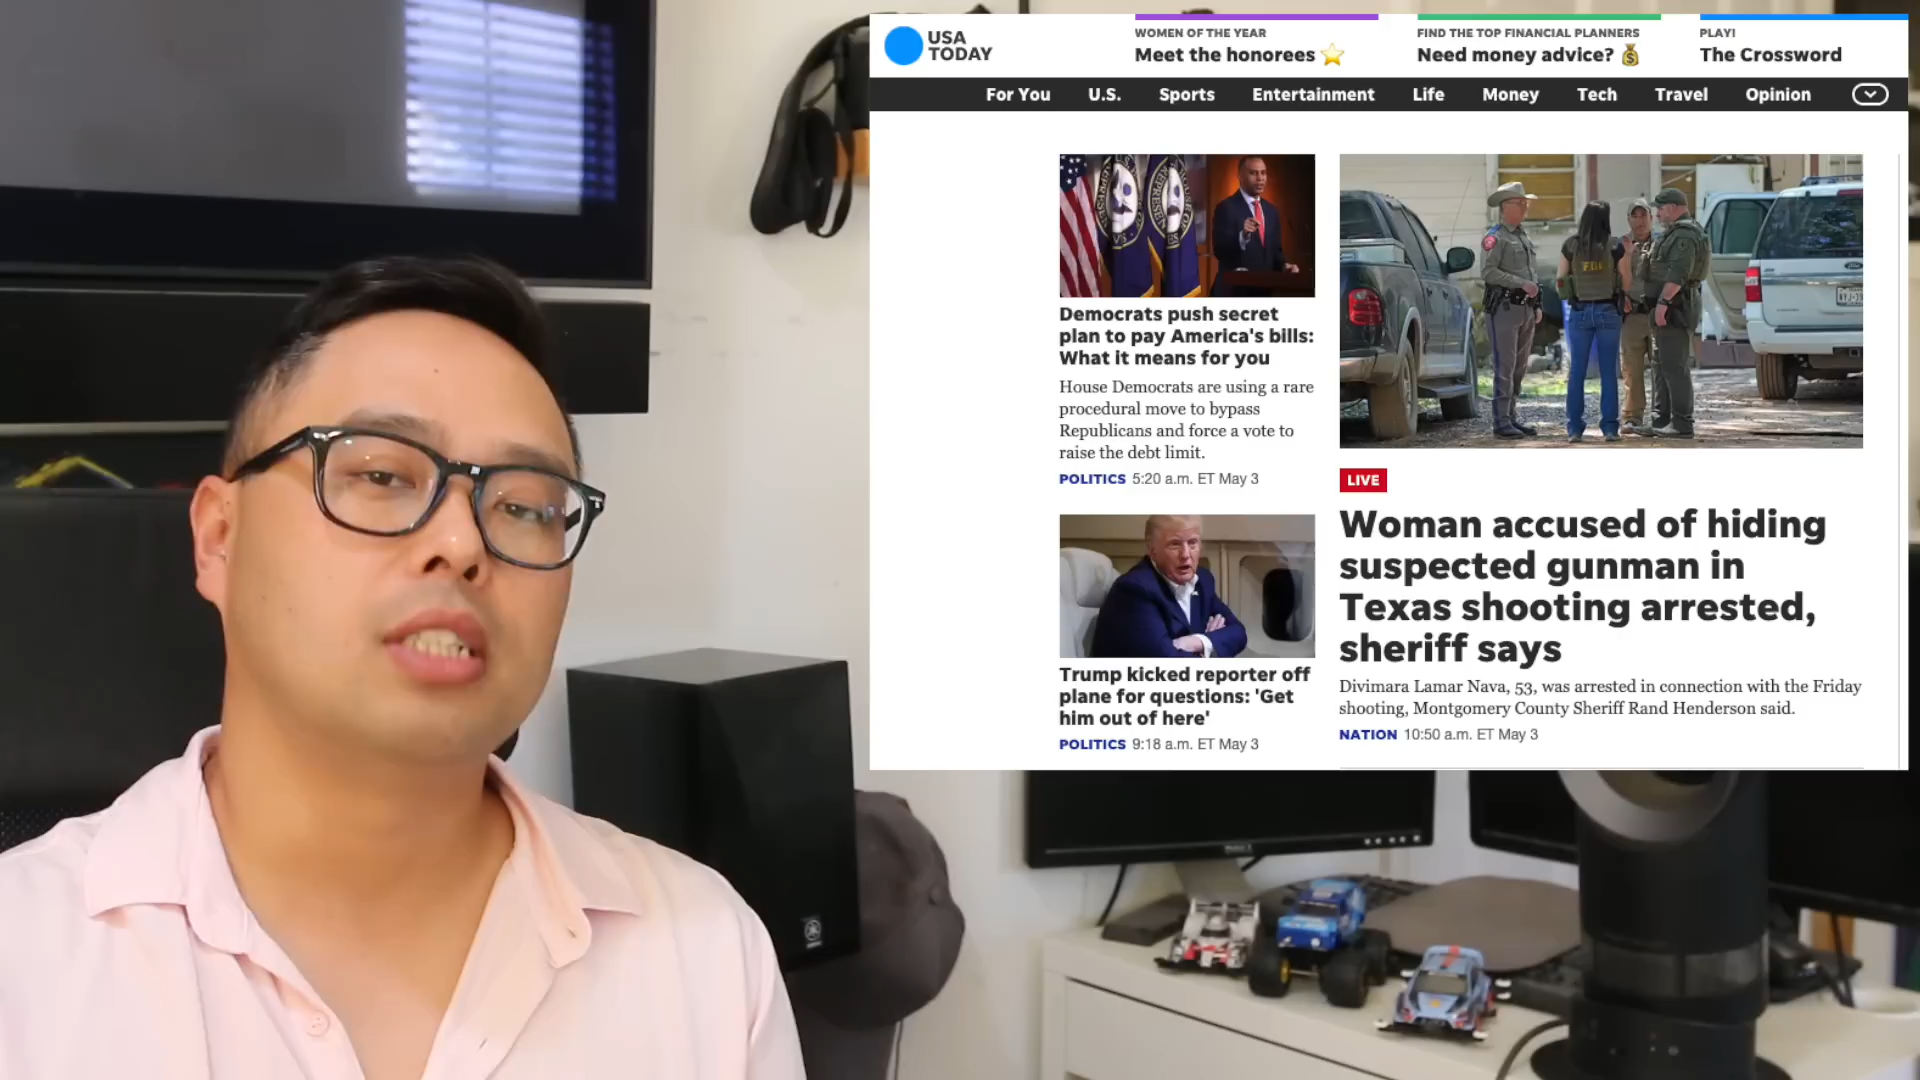 USA
TODAY
WOMEN OF THE YEAR
Meet the honorees ⭐
FIND THE TOP FINANCIAL PLANNERS
Need money advice? 💰
PLAY!
The Crossword
For You
U.S.
Sports
Entertainment
Life
Money
Tech
Travel
Opinion
Democrats push secret
plan to pay America's bills:
What it means for you
House Democrats are using a rare
procedural move to bypass
Republicans and force a vote to
raise the debt limit.
POLITICS 5:20 a.m. ET May 3
Trump kicked reporter off
plane for questions: 'Get
him out of here'
POLITICS 9:18 a.m. ET May 3
LIVE
Woman accused of hiding
suspected gunman in
Texas shooting arrested,
sheriff says
Divimara Lamar Nava, 53, was arrested in connection with the Friday
shooting, Montgomery County Sheriff Rand Henderson said.
NATION 10:50 a.m. ET May 3